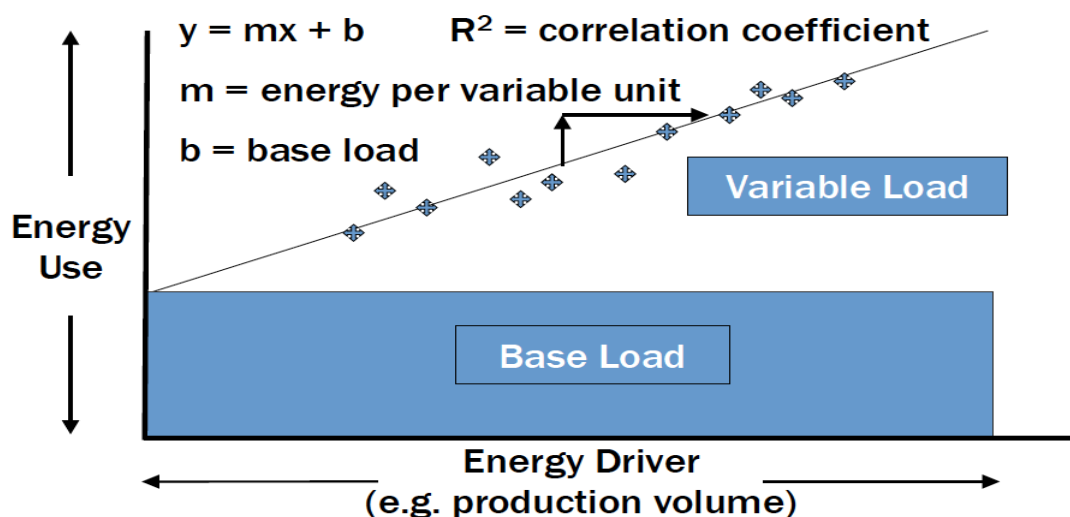 y = mx + b R² = correlation coefficient
m = energy per variable unit
b = base load
Variable Load
Energy
Use
Base Load
Energy Driver
(e.g. production volume)